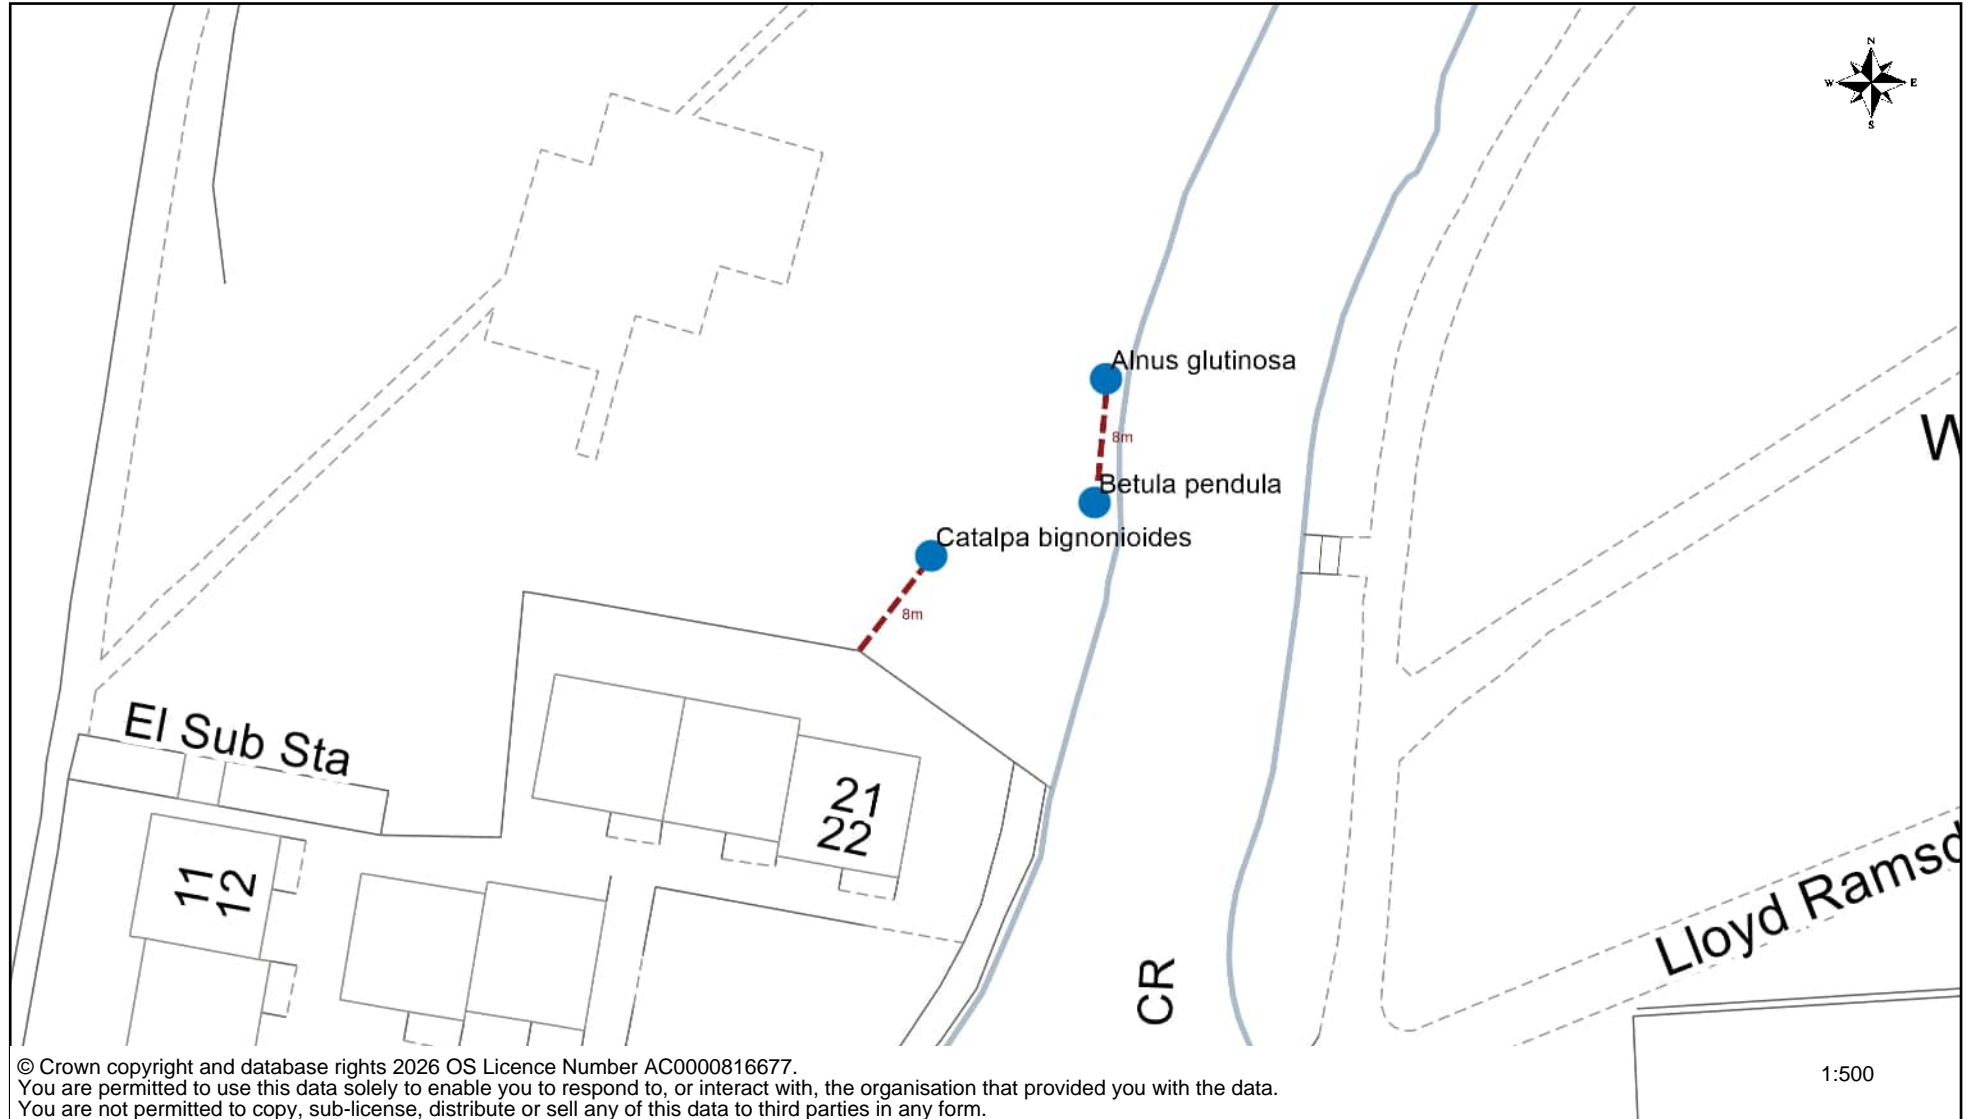 N
W E
S
Alnus glutinosa
8m
Betula pendula
Catalpa bignonioides
8m
W
El Sub Sta
21
22
11
12
Lloyd Ramsd
CR
© Crown copyright and database rights 2026 OS Licence Number AC0000816677.
You are permitted to use this data solely to enable you to respond to, or interact with, the organisation that provided you with the data.
You are not permitted to copy, sub-license, distribute or sell any of this data to third parties in any form.
1:500